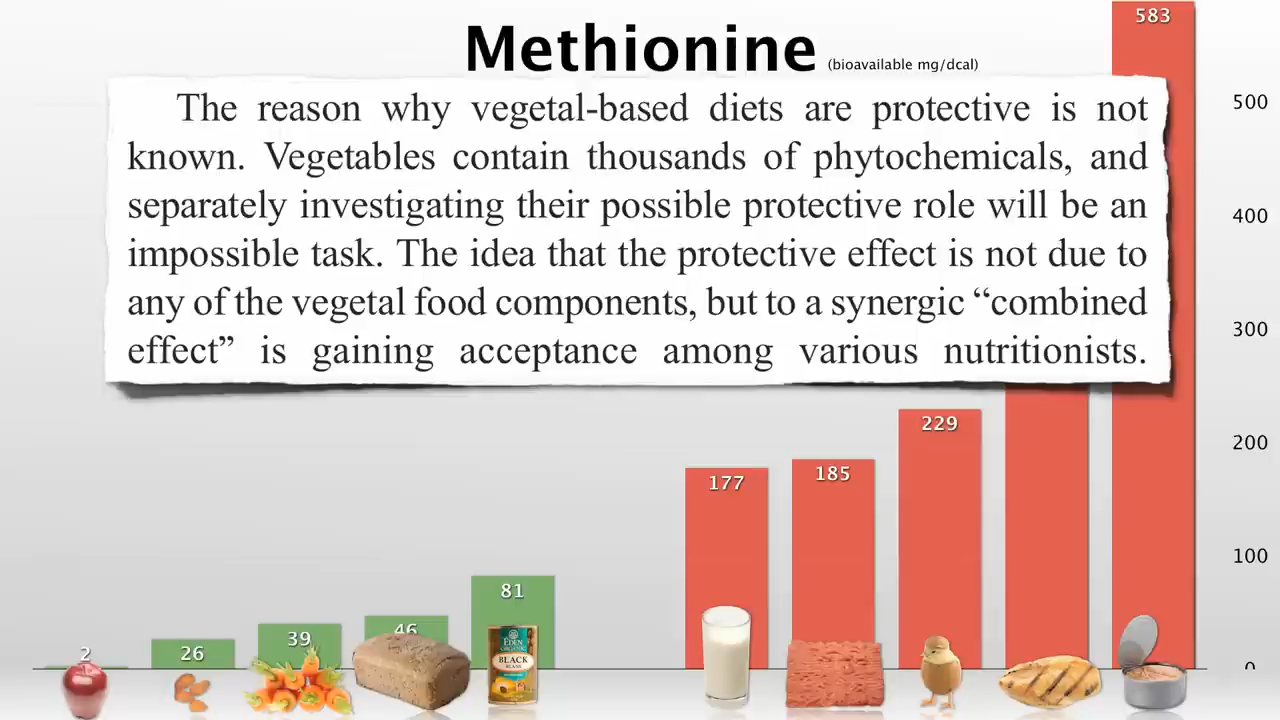 583
Methionine (bioavailable mg/dcal)
500
The reason why vegetal-based diets are protective is not
known. Vegetables contain thousands of phytochemicals, and
separately investigating their possible protective role will be an
impossible task. The idea that the protective effect is not due to
any of the vegetal food components, but to a synergic “combined
effect” is gaining acceptance among various nutritionists.
400
300
200
100
0
229
185
177
81
46
39
26
2
EDEN
ORGANIC
BLACK
BEANS